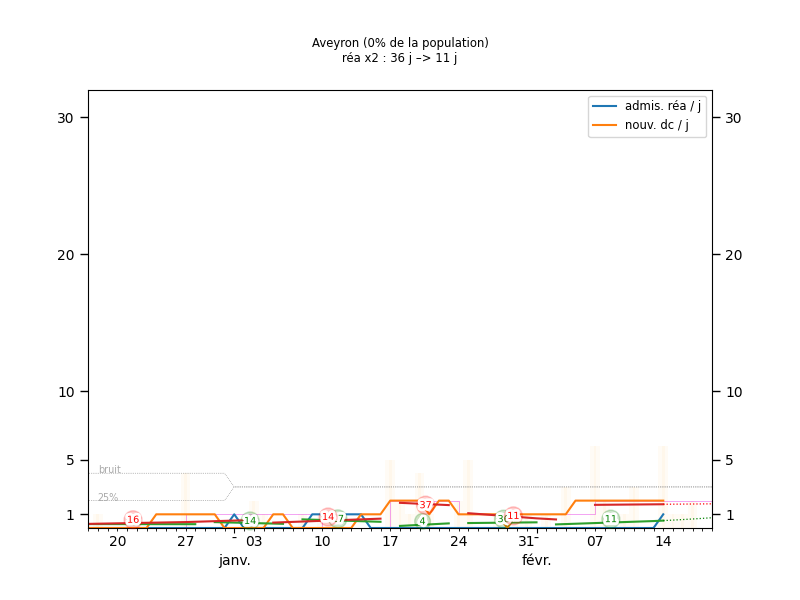 Aveyron (0% de la population)
réa x2 : 36 j –> 11 j
admis. réa / j
nouv. dc / j
30 30
20 20
10 10
5 5
bruit
25%
1 1
16 14 14 7 37 4 11 11
20 27 - 03 10 17 24 31- 07 14
janv. févr.